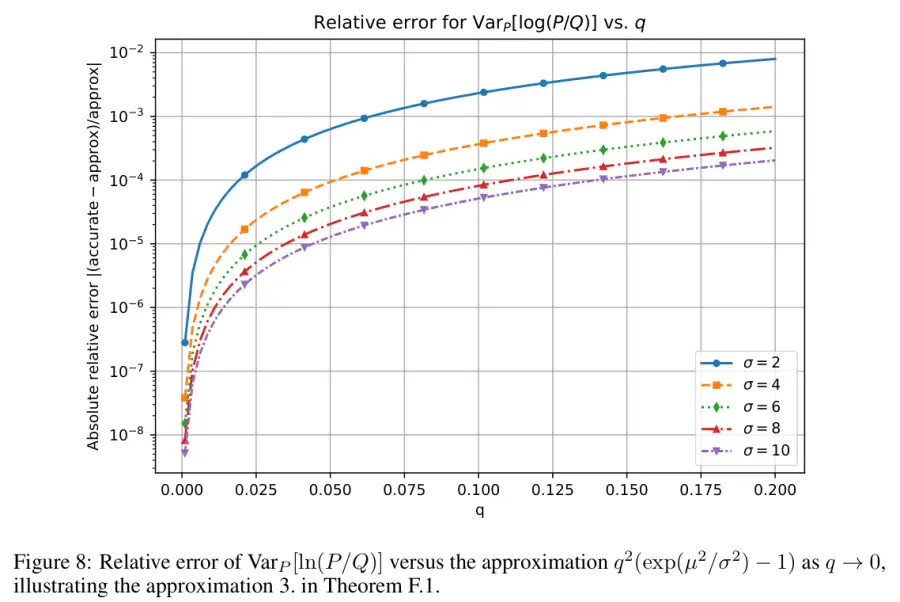 Relative error for Var_P[log(P/Q)] vs. q
Absolute relative error |(accurate − approx)/approx|
10⁻²
10⁻³
10⁻⁴
10⁻⁵
10⁻⁶
10⁻⁷
10⁻⁸
σ = 2
σ = 4
σ = 6
σ = 8
σ = 10
0.000 0.025 0.050 0.075 0.100 0.125 0.150 0.175 0.200
q
Figure 8: Relative error of Var_P[ln(P/Q)] versus the approximation q²(exp(μ²/σ²) − 1) as q → 0,
illustrating the approximation 3. in Theorem F.1.